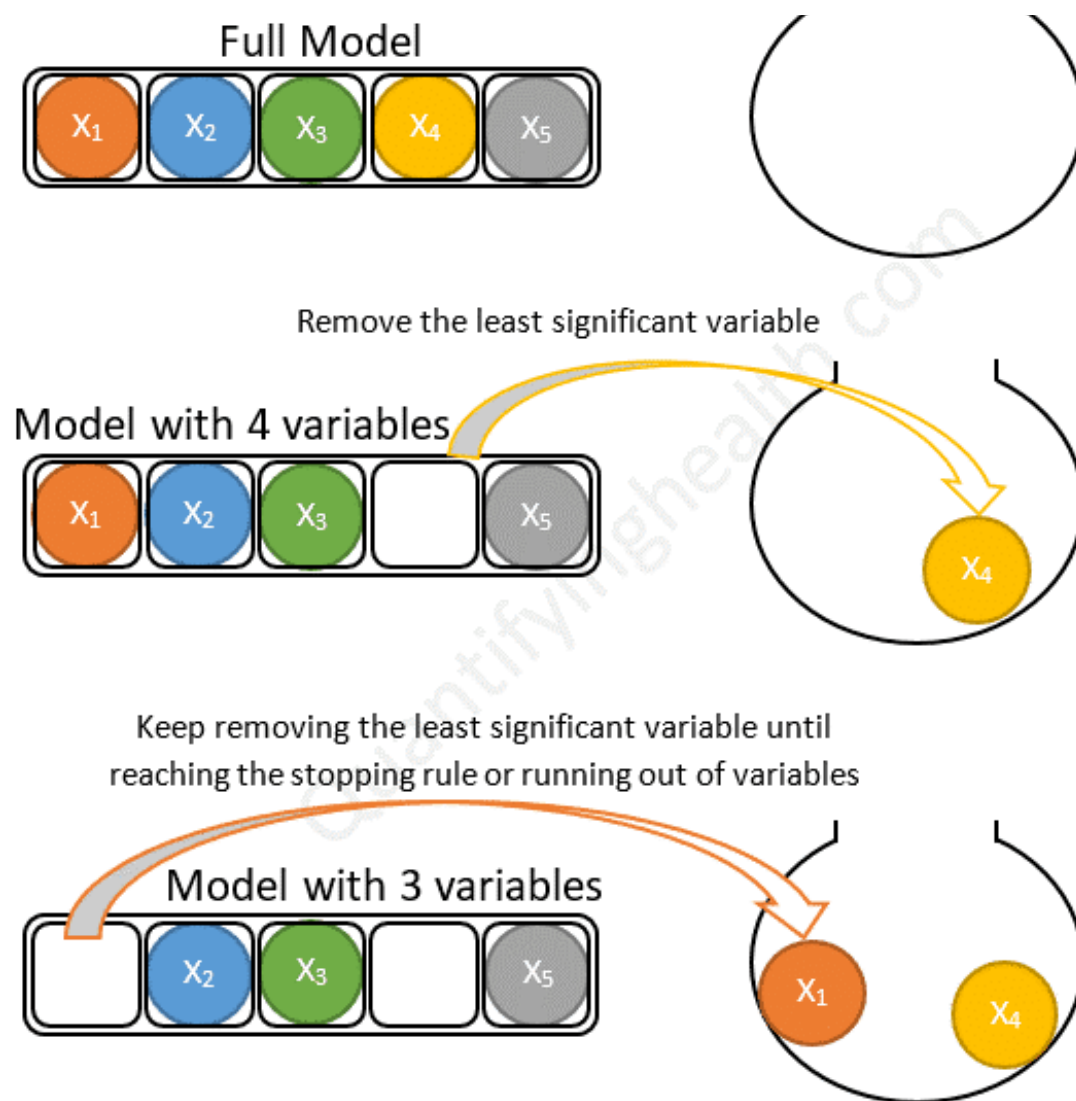 Full Model
X₁ X₂ X₃ X₄ X₅
Remove the least significant variable
Model with 4 variables
X₁ X₂ X₃ X₅
X₄
Keep removing the least significant variable until
reaching the stopping rule or running out of variables
Model with 3 variables
X₂ X₃ X₅
X₁ X₄
Quantifyinghealth.com